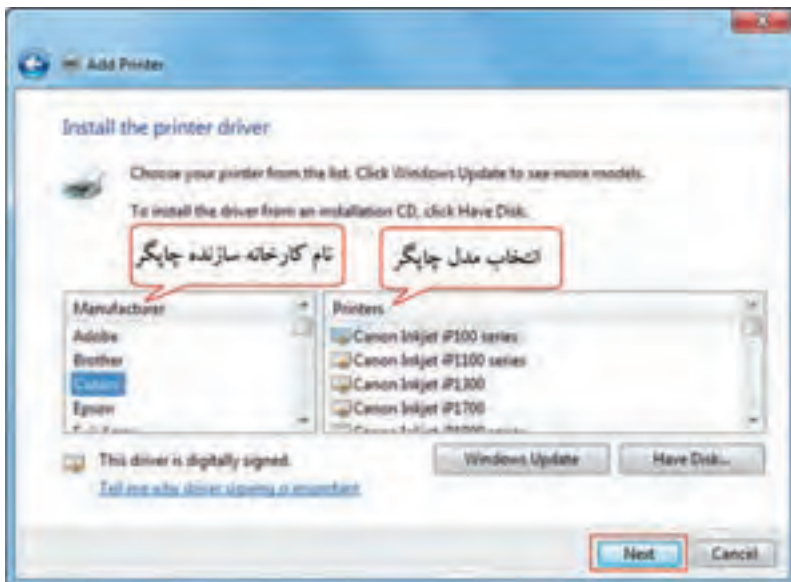 Add Printer
Install the printer driver
Choose your printer from the list. Click Windows Update to see more models.
To install the driver from an installation CD, click Have Disk.
نام کارخانه سازنده چاپگر
انتخاب مدل چاپگر
Manufacturer
Adobe
Brother
Canon
Epson
Printers
Canon Inkjet iP100 series
Canon Inkjet iP1100 series
Canon Inkjet iP1300
Canon Inkjet iP1700
This driver is digitally signed.
Tell me why driver signing is important
Windows Update
Have Disk...
Next
Cancel